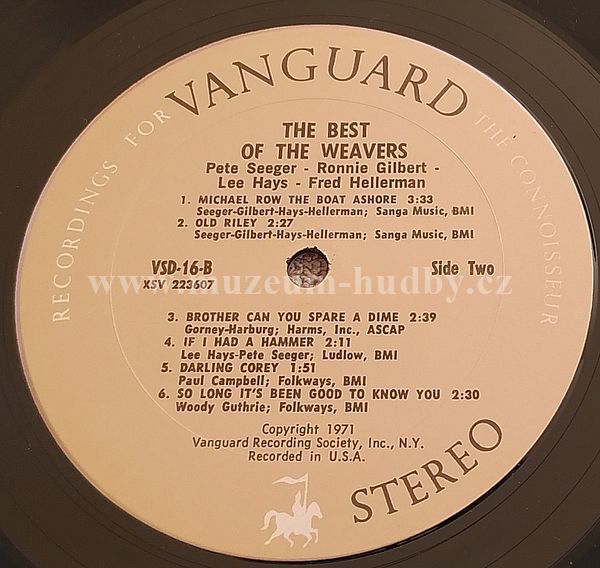 RECORDINGS FOR VANGUARD THE CONNOISSEUR
THE BEST
OF THE WEAVERS
Pete Seeger - Ronnie Gilbert -
Lee Hays - Fred Hellerman
1. MICHAEL ROW THE BOAT ASHORE 3:33
Seeger-Gilbert-Hays-Hellerman; Sanga Music, BMI
2. OLD RILEY 2:27
Seeger-Gilbert-Hays-Hellerman; Sanga Music, BMI
VSD-16-B Side Two
XSV 223607
www.muzeum-hudby.cz
3. BROTHER CAN YOU SPARE A DIME 2:39
Gorney-Harburg; Harms, Inc., ASCAP
4. IF I HAD A HAMMER 2:11
Lee Hays-Pete Seeger; Ludlow, BMI
5. DARLING COREY 1:51
Paul Campbell; Folkways, BMI
6. SO LONG IT'S BEEN GOOD TO KNOW YOU 2:30
Woody Guthrie; Folkways, BMI
Copyright 1971
Vanguard Recording Society, Inc., N.Y.
Recorded in U.S.A.
STEREO